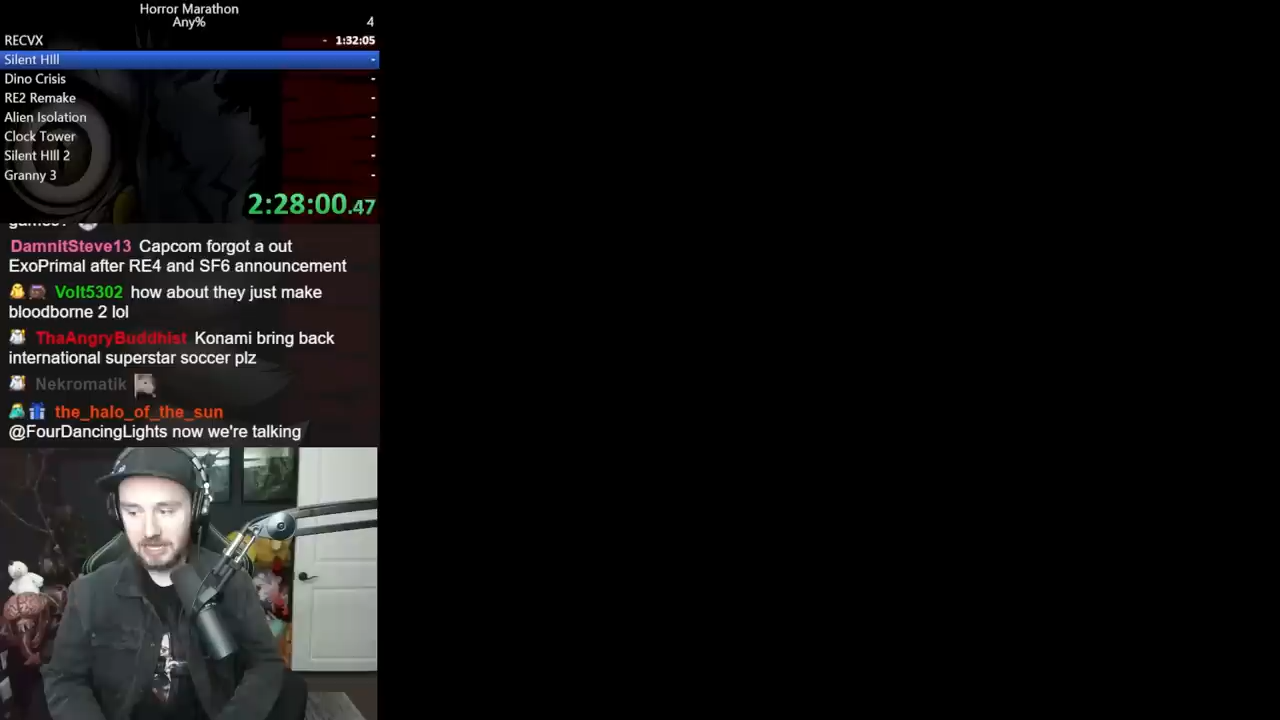 Horror Marathon
Any%
4
RECVX - 1:32:05
Silent HIll -
Dino Crisis -
RE2 Remake -
Alien Isolation -
Clock Tower -
Silent HIll 2 -
Granny 3 -
2:28:00.47
games?
DamnitSteve13 Capcom forgot a out
ExoPrimal after RE4 and SF6 announcement
Volt5302 how about they just make
bloodborne 2 lol
ThaAngryBuddhist Konami bring back
international superstar soccer plz
Nekromatik
the_halo_of_the_sun
@FourDancingLights now we're talking